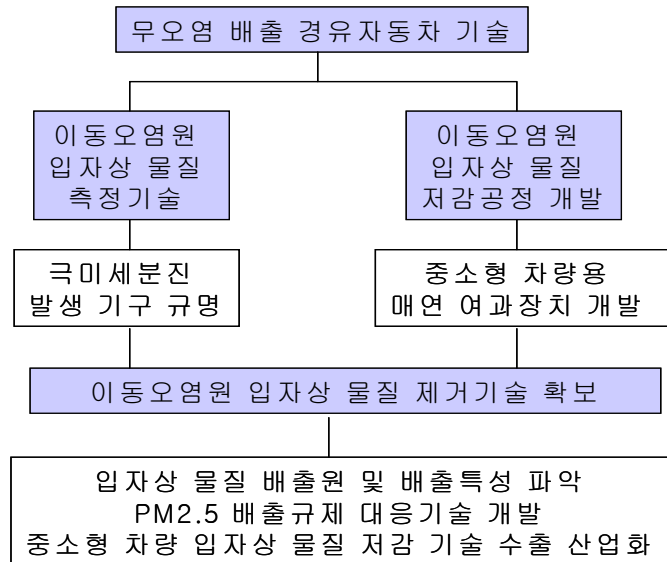 무오염 배출 경유자동차 기술
이동오염원
입자상 물질
측정기술
이동오염원
입자상 물질
저감공정 개발
극미세분진
발생 기구 규명
중소형 차량용
매연 여과장치 개발
이동오염원 입자상 물질 제거기술 확보
입자상 물질 배출원 및 배출특성 파악
PM2.5 배출규제 대응기술 개발
중소형 차량 입자상 물질 저감 기술 수출 산업화